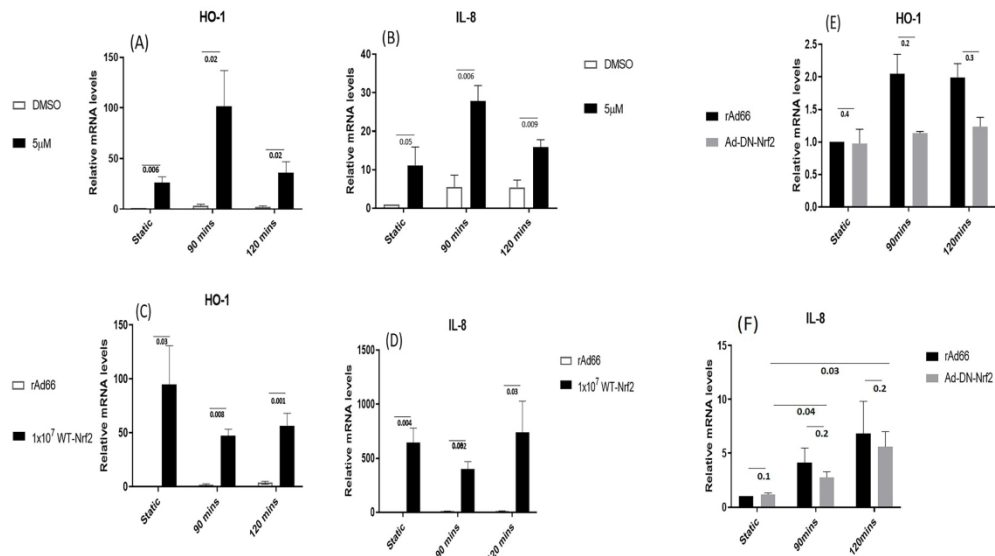 HO-1
(A)
Relative mRNA levels
150
100
50
0
0.006
0.02
0.02
Static
90 mins
120 mins
DMSO
5μM
IL-8
(B)
Relative mRNA levels
40
30
20
10
0
0.05
0.006
0.009
Static
90 mins
120 mins
DMSO
5μM
(E)
HO-1
Relative mRNA levels
2.5
2.0
1.5
1.0
0.5
0.0
0.4
0.2
0.3
Static
90mins
120mins
rAd66
Ad-DN-Nrf2
HO-1
(C)
Relative mRNA levels
150
100
50
0
0.03
0.008
0.001
Static
90 mins
120 mins
rAd66
1x10⁷ WT-Nrf2
IL-8
(D)
Relative mRNA levels
1500
1000
500
0
0.004
0.03
Static
90 mins
120 mins
rAd66
1x10⁷ WT-Nrf2
(F)
IL-8
Relative mRNA levels
8
6
4
2
0
0.03
0.04
0.1
0.2
0.2
Static
90mins
120mins
rAd66
Ad-DN-Nrf2